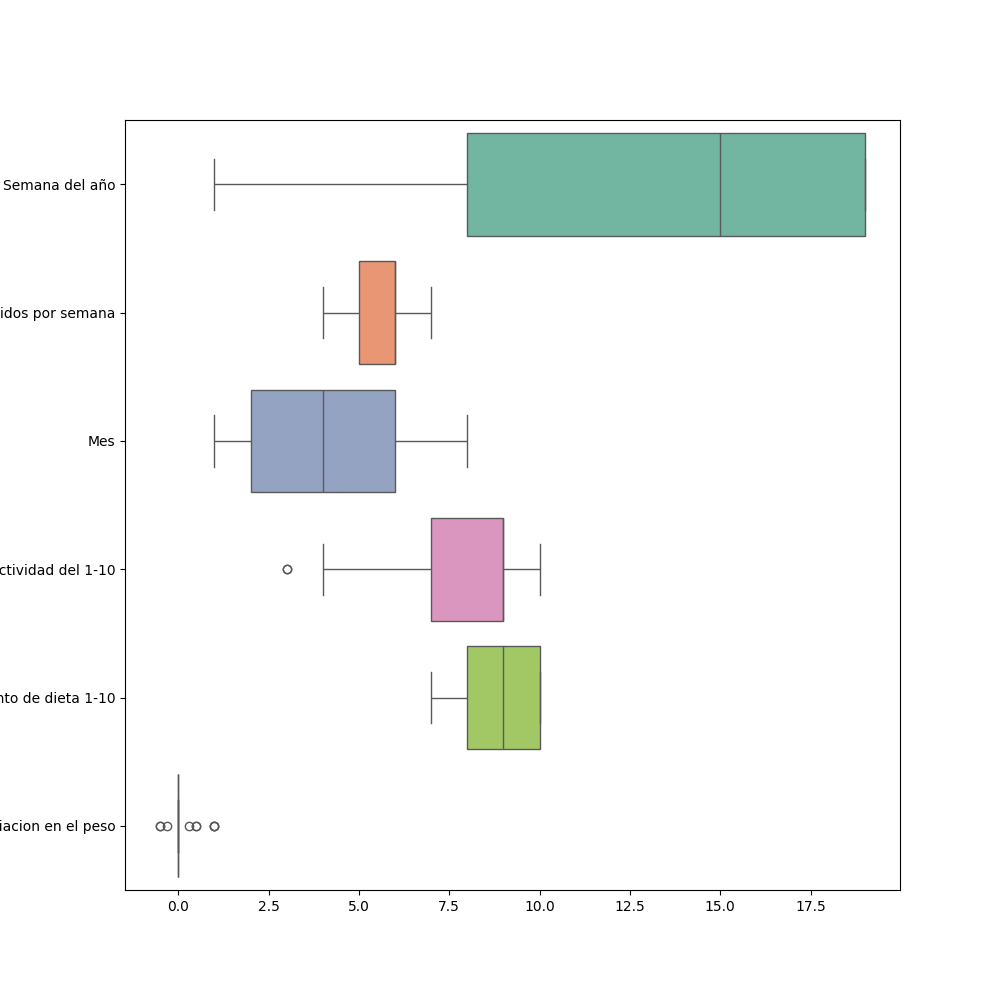 Semana del año
idos por semana
Mes
ctividad del 1-10
nto de dieta 1-10
iacion en el peso
0.0 2.5 5.0 7.5 10.0 12.5 15.0 17.5